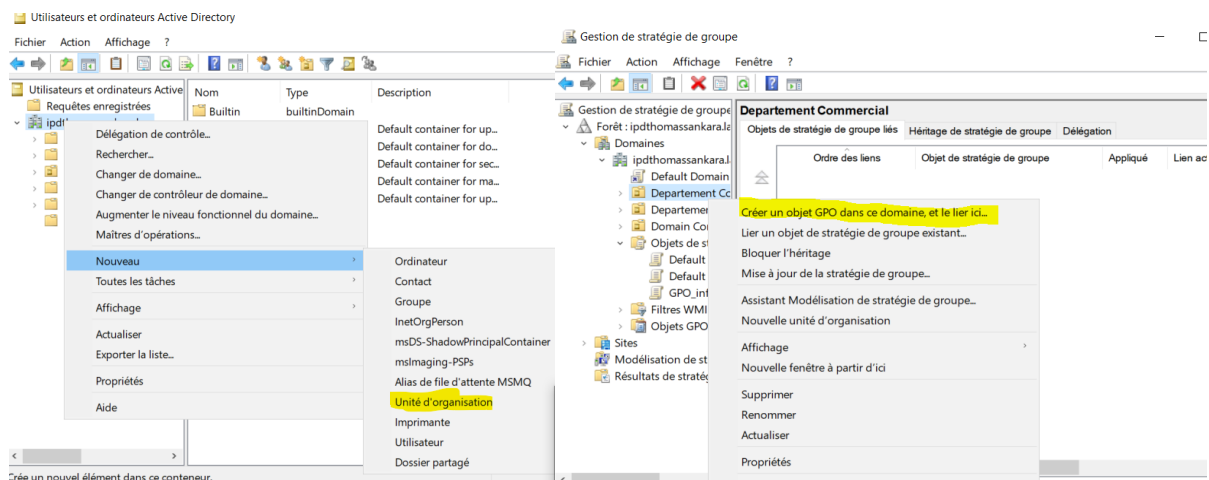 Utilisateurs et ordinateurs Active Directory
Fichier Action Affichage ?
Utilisateurs et ordinateurs Active
Requêtes enregistrées
Nom Type Description
Builtin builtinDomain
Default container for up...
Default container for do...
Default container for sec...
Default container for ma...
Default container for up...
Délégation de contrôle...
Rechercher...
Changer de domaine...
Changer de contrôleur de domaine...
Augmenter le niveau fonctionnel du domaine...
Maîtres d'opérations...
Nouveau
Toutes les tâches
Affichage
Actualiser
Exporter la liste...
Propriétés
Aide
Ordinateur
Contact
Groupe
InetOrgPerson
msDS-ShadowPrincipalContainer
msImaging-PSPs
Alias de file d'attente MSMQ
Unité d'organisation
Imprimante
Utilisateur
Dossier partagé
Crée un nouvel élément dans ce conteneur.
Gestion de stratégie de groupe
Fichier Action Affichage Fenêtre ?
Gestion de stratégie de groupe
Forêt : ipdthomassankara.la
Domaines
ipdthomassankara.l
Default Domain
Departement Co
Departemer
Domain Co
Objets de st
Default
Default
GPO_inf
Filtres WMI
Objets GPO
Sites
Modélisation de st
Résultats de straté
Departement Commercial
Objets de stratégie de groupe liés Héritage de stratégie de groupe Délégation
Ordre des liens Objet de stratégie de groupe Appliqué Lien act
Créer un objet GPO dans ce domaine, et le lier ici...
Lier un objet de stratégie de groupe existant...
Bloquer l'héritage
Mise à jour de la stratégie de groupe...
Assistant Modélisation de stratégie de groupe...
Nouvelle unité d'organisation
Affichage
Nouvelle fenêtre à partir d'ici
Supprimer
Renommer
Actualiser
Propriétés